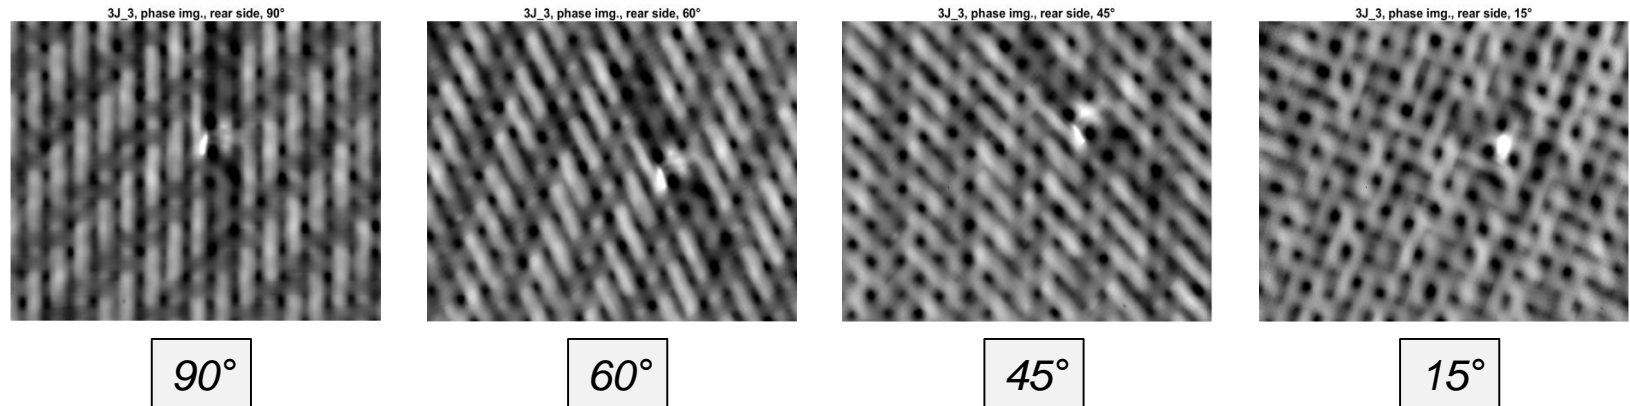 3J_3, phase img., rear side, 90°
3J_3, phase img., rear side, 60°
3J_3, phase img., rear side, 45°
3J_3, phase img., rear side, 15°
90°
60°
45°
15°